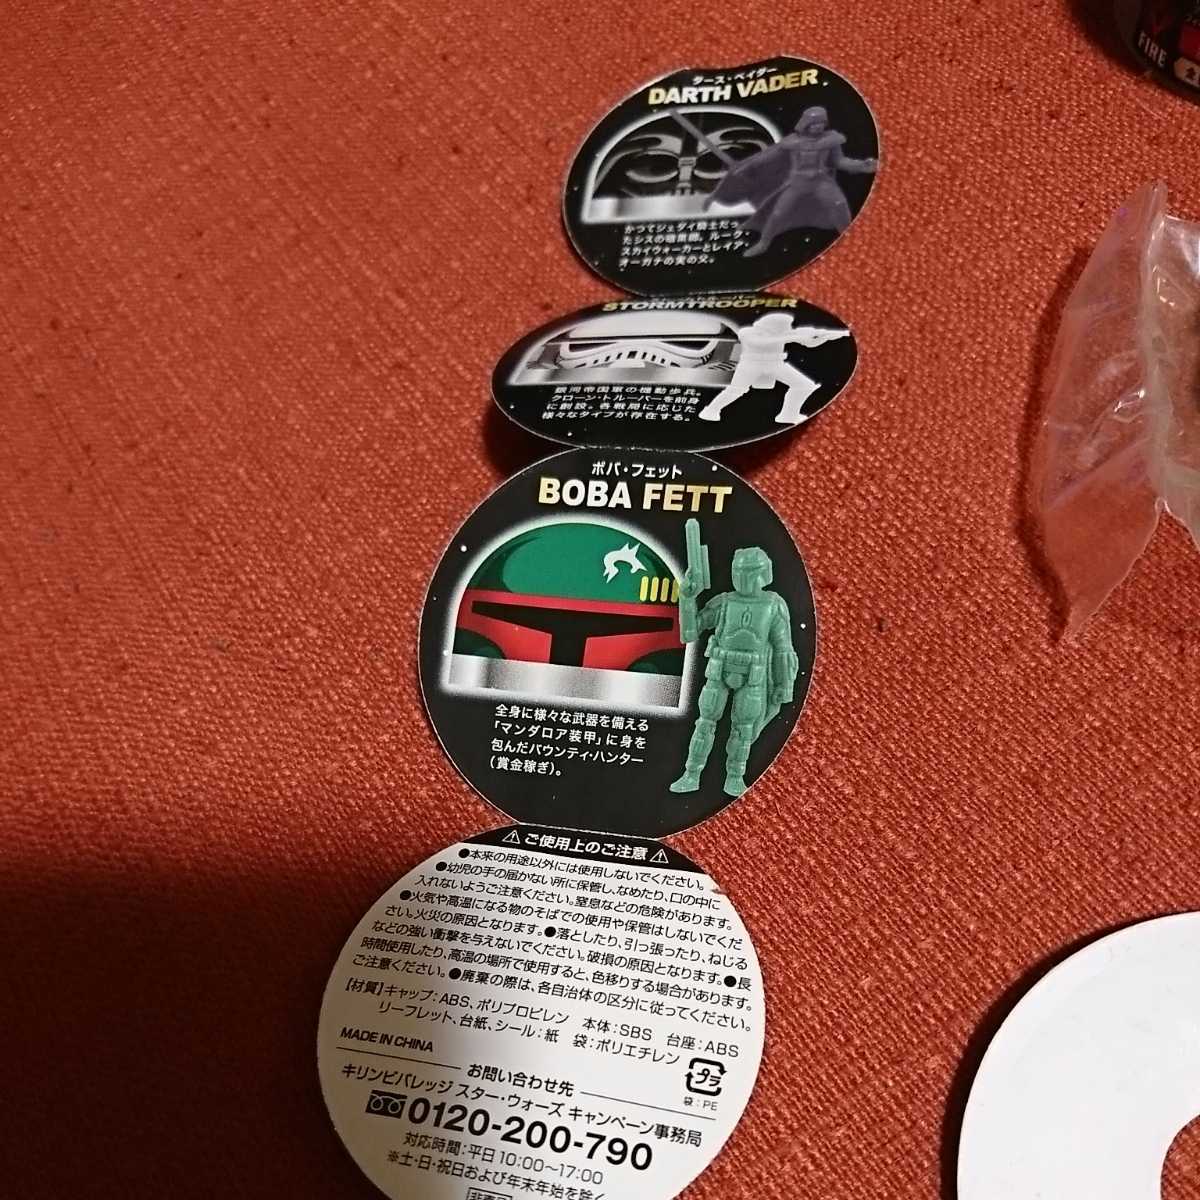 FIRE
ダース・ベイダー
DARTH VADER
かつてジェダイ騎士だっ
たシスの暗黒卿。ルーク・
スカイウォーカーとレイア・
オーガナの実の父。
STORMTROOPER
銀河帝国軍の機動歩兵。
クローン・トルーパーを前身
に創設。各戦局に応じた
様々なタイプが存在する。
ボバ・フェット
BOBA FETT
全身に様々な武器を備える
「マンダロア装甲」に身を
包んだバウンティ・ハンター
(賞金稼ぎ)。
⚠ご使用上のご注意⚠
●本来の用途以外には使用しないでください。
●幼児の手の届かない所に保管し、なめたり、口の中に
入れないようご注意ください。窒息などの危険があります。
●火気や高温になる物のそばでの使用や保管はしないでくだ
さい。火災の原因となります。●落としたり、引っ張ったり、ねじる
などの強い衝撃を与えないでください。破損の原因となります。●長
時間使用したり、高温の場所で使用すると、色移りする場合があります。
ご注意ください。●廃棄の際は、各自治体の区分に従ってください。
【材質】キャップ:ABS、ポリプロピレン 本体:SBS 台座:ABS
リーフレット、台紙、シール:紙 袋:ポリエチレン
MADE IN CHINA
プラ
袋:PE
お問い合わせ先
キリンビバレッジ スター・ウォーズ キャンペーン事務局
0120-200-790
対応時間:平日10:00~17:00
※土・日・祝日および年末年始を除く